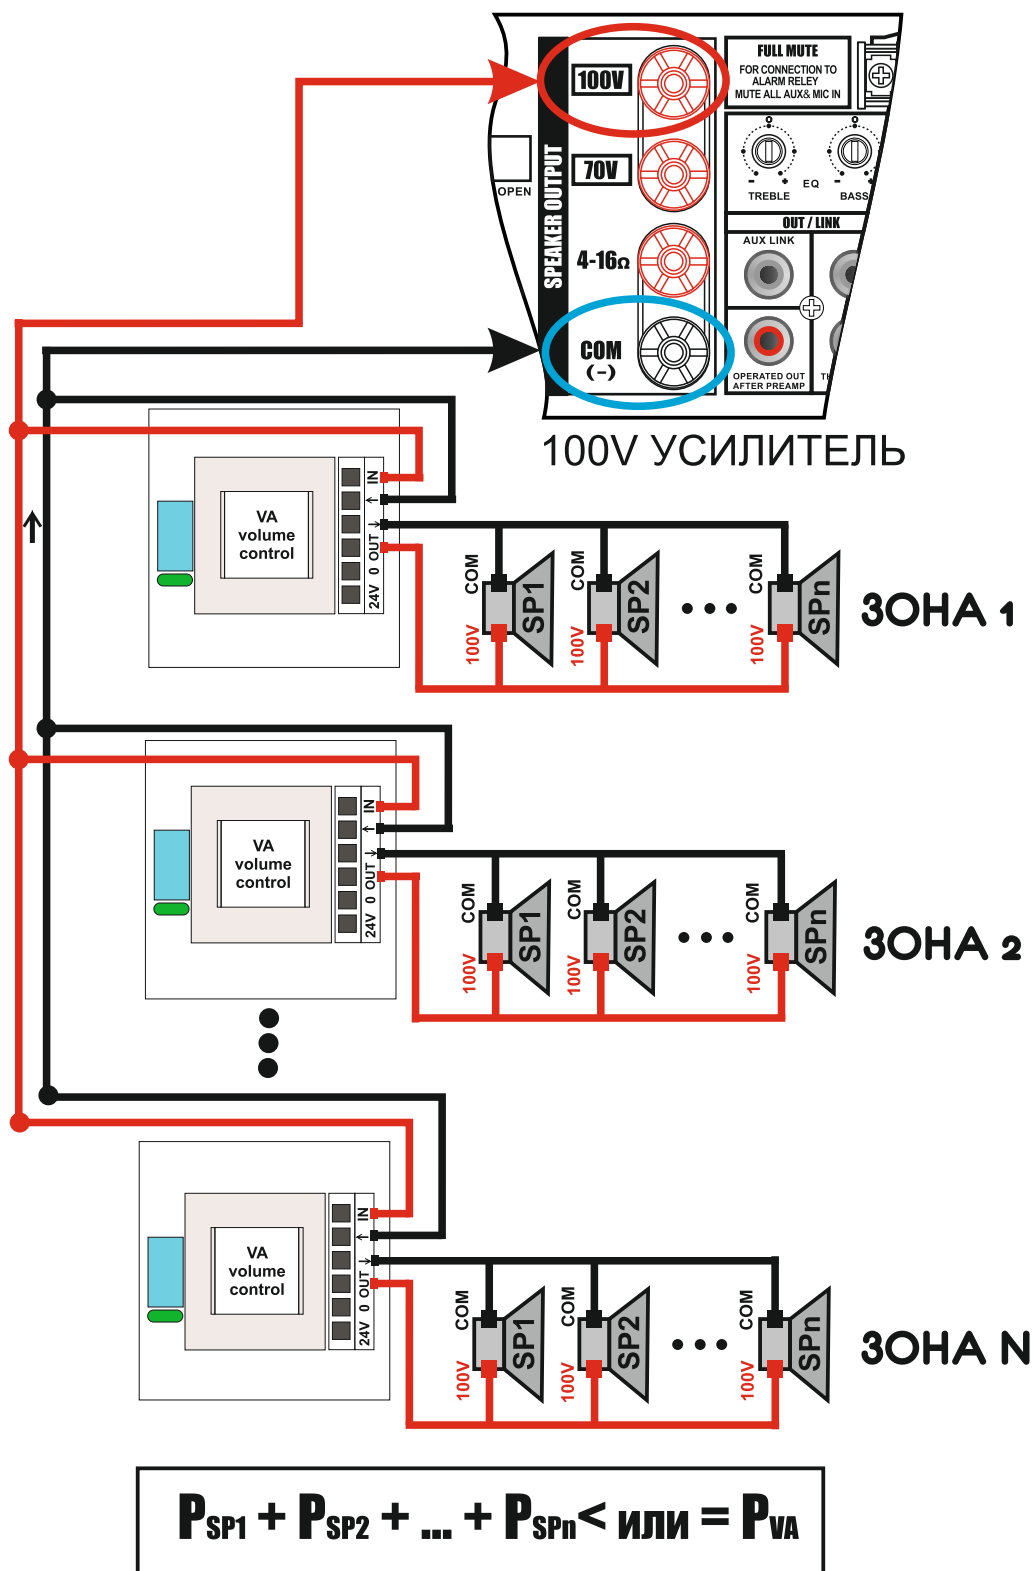 SPEAKER OUTPUT
100V
70V
4-16Ω
COM
(-)
OPEN
FULL MUTE
FOR CONNECTION TO
ALARM RELEY
MUTE ALL AUX& MIC IN
0
0
- +
- +
TREBLE
EQ
BASS
OUT / LINK
AUX LINK
OPERATED OUT
AFTER PREAMP
TH
100V УСИЛИТЕЛЬ
VA
volume
control
IN
←
→
OUT
0
24V
COM
100V
SP1
COM
100V
SP2
COM
100V
SPn
ЗОНА 1
VA
volume
control
IN
←
→
OUT
0
24V
COM
100V
SP1
COM
100V
SP2
COM
100V
SPn
ЗОНА 2
VA
volume
control
IN
←
→
OUT
0
24V
COM
100V
SP1
COM
100V
SP2
COM
100V
SPn
ЗОНА N
PSP1 + PSP2 + ... + PSPn < или = PVA